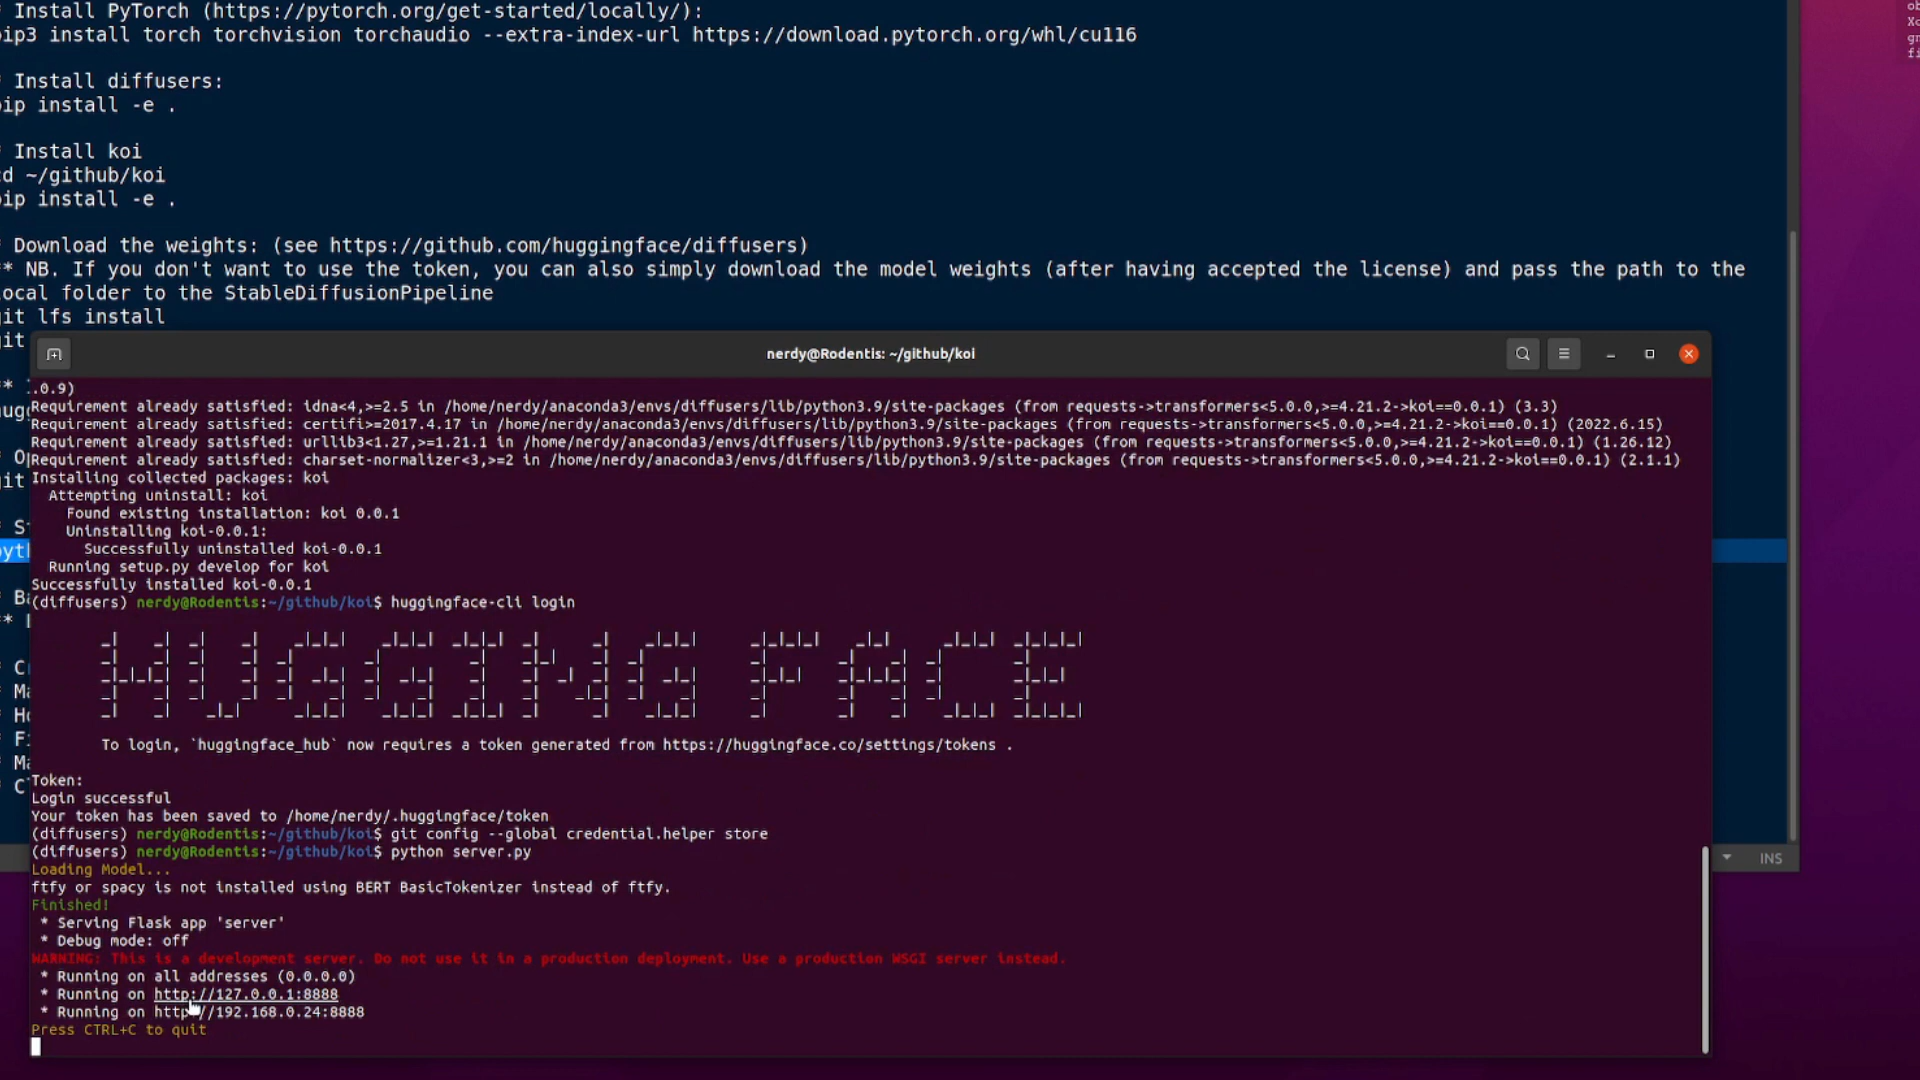 Install PyTorch (https://pytorch.org/get-started/locally/):
pip3 install torch torchvision torchaudio --extra-index-url https://download.pytorch.org/whl/cu116
Install diffusers:
pip install -e .
Install koi
cd ~/github/koi
pip install -e .
Download the weights: (see https://github.com/huggingface/diffusers)
** NB. If you don't want to use the token, you can also simply download the model weights (after having accepted the license) and pass the path to the
local folder to the StableDiffusionPipeline
git lfs install
git
nerdy@Rodentis: ~/github/koi
.0.9)
Requirement already satisfied: idna<4,>=2.5 in /home/nerdy/anaconda3/envs/diffusers/lib/python3.9/site-packages (from requests->transformers<5.0.0,>=4.21.2->koi==0.0.1) (3.3)
Requirement already satisfied: certifi>=2017.4.17 in /home/nerdy/anaconda3/envs/diffusers/lib/python3.9/site-packages (from requests->transformers<5.0.0,>=4.21.2->koi==0.0.1) (2022.6.15)
Requirement already satisfied: urllib3<1.27,>=1.21.1 in /home/nerdy/anaconda3/envs/diffusers/lib/python3.9/site-packages (from requests->transformers<5.0.0,>=4.21.2->koi==0.0.1) (1.26.12)
Requirement already satisfied: charset-normalizer<3,>=2 in /home/nerdy/anaconda3/envs/diffusers/lib/python3.9/site-packages (from requests->transformers<5.0.0,>=4.21.2->koi==0.0.1) (2.1.1)
Installing collected packages: koi
Attempting uninstall: koi
Found existing installation: koi 0.0.1
Uninstalling koi-0.0.1:
Successfully uninstalled koi-0.0.1
Running setup.py develop for koi
Successfully installed koi-0.0.1
(diffusers) nerdy@Rodentis:~/github/koi$ huggingface-cli login
HUGGING FACE
To login, `huggingface_hub` now requires a token generated from https://huggingface.co/settings/tokens .
Token:
Login successful
Your token has been saved to /home/nerdy/.huggingface/token
(diffusers) nerdy@Rodentis:~/github/koi$ git config --global credential.helper store
(diffusers) nerdy@Rodentis:~/github/koi$ python server.py
Loading Model...
ftfy or spacy is not installed using BERT BasicTokenizer instead of ftfy.
Finished!
* Serving Flask app 'server'
* Debug mode: off
WARNING: This is a development server. Do not use it in a production deployment. Use a production WSGI server instead.
* Running on all addresses (0.0.0.0)
* Running on http://127.0.0.1:8888
* Running on http://192.168.0.24:8888
Press CTRL+C to quit
INS